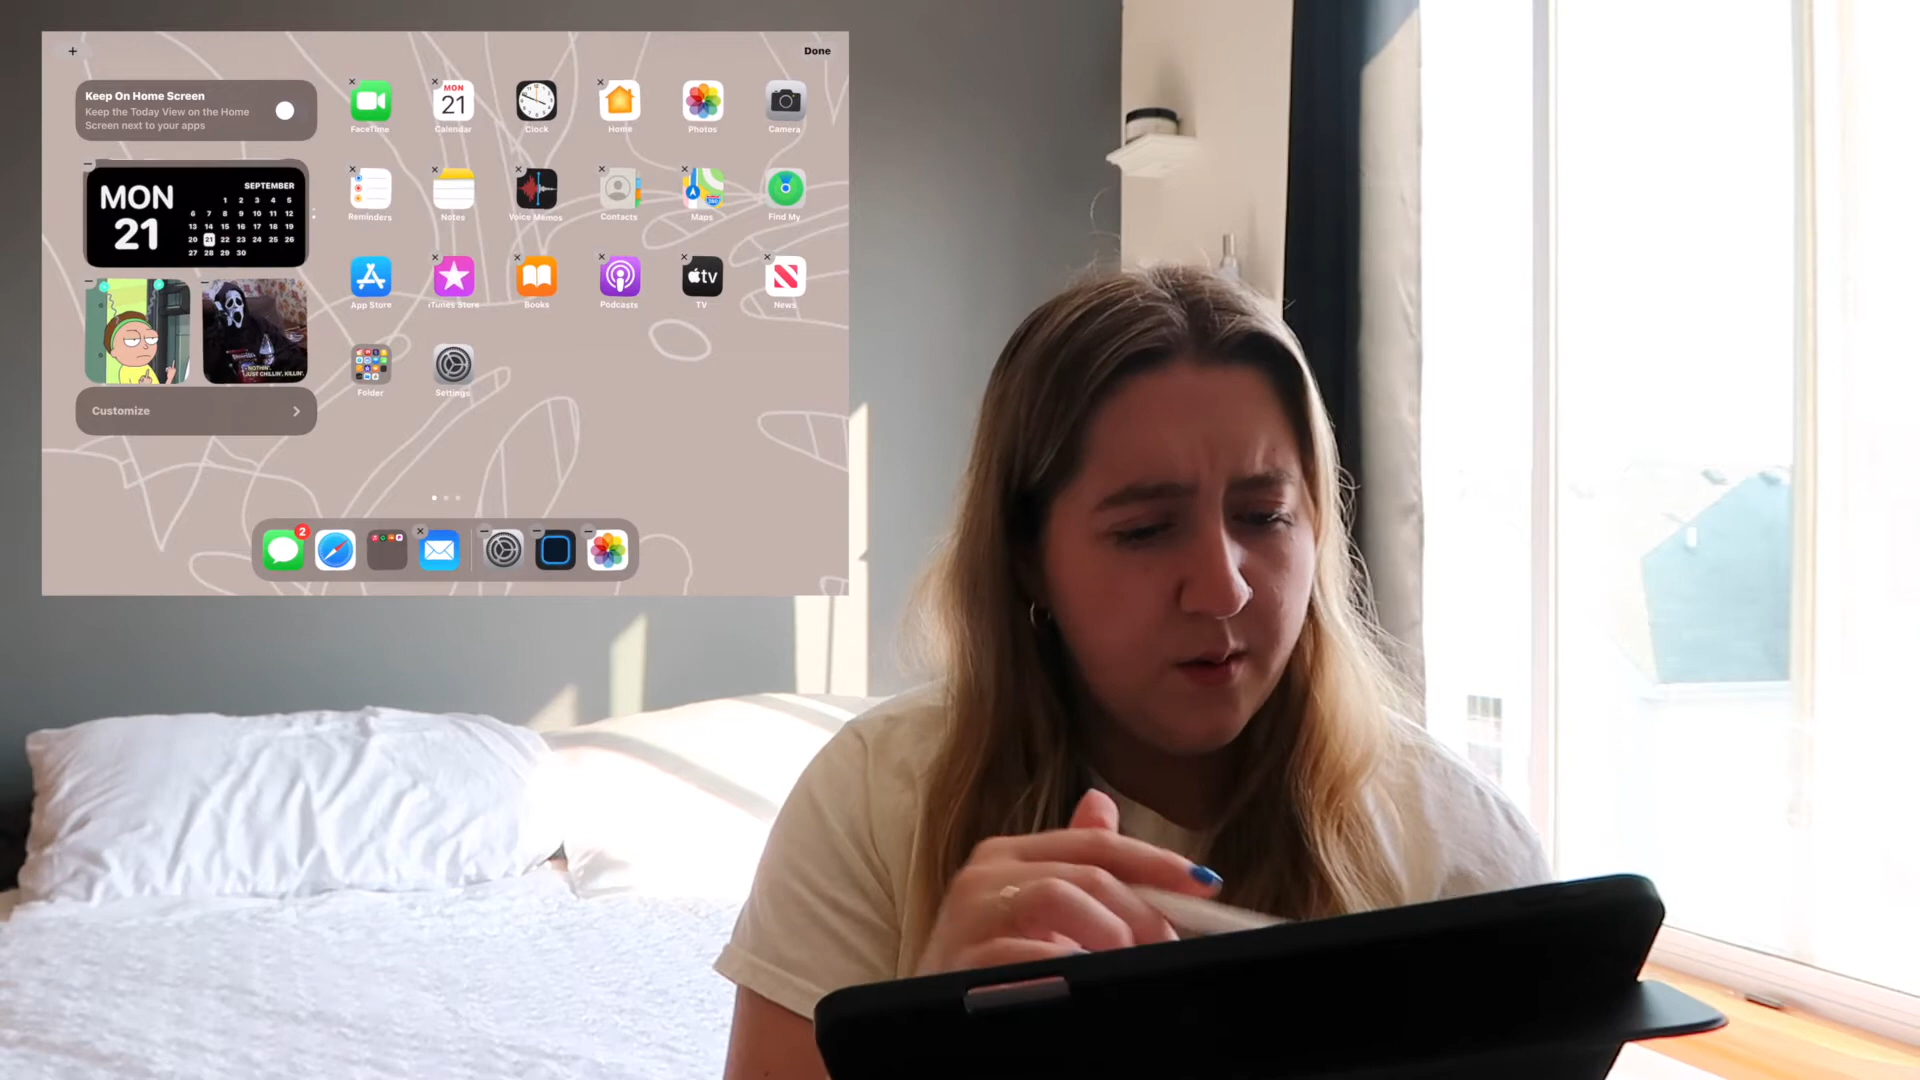 +
Done
Keep On Home Screen
Keep the Today View on the Home
Screen next to your apps
MON
21
SEPTEMBER
1 2 3 4 5
6 7 8 9 10 11 12
13 14 15 16 17 18 19
20 21 22 23 24 25 26
27 28 29 30
NOTHIN'.
JUST CHILLIN', KILLIN'.
Customize
MON
21
FaceTime Calendar Clock Home Photos Camera
Reminders Notes Voice Memos Contacts Maps Find My
tv
App Store iTunes Store Books Podcasts TV News
Folder Settings
2